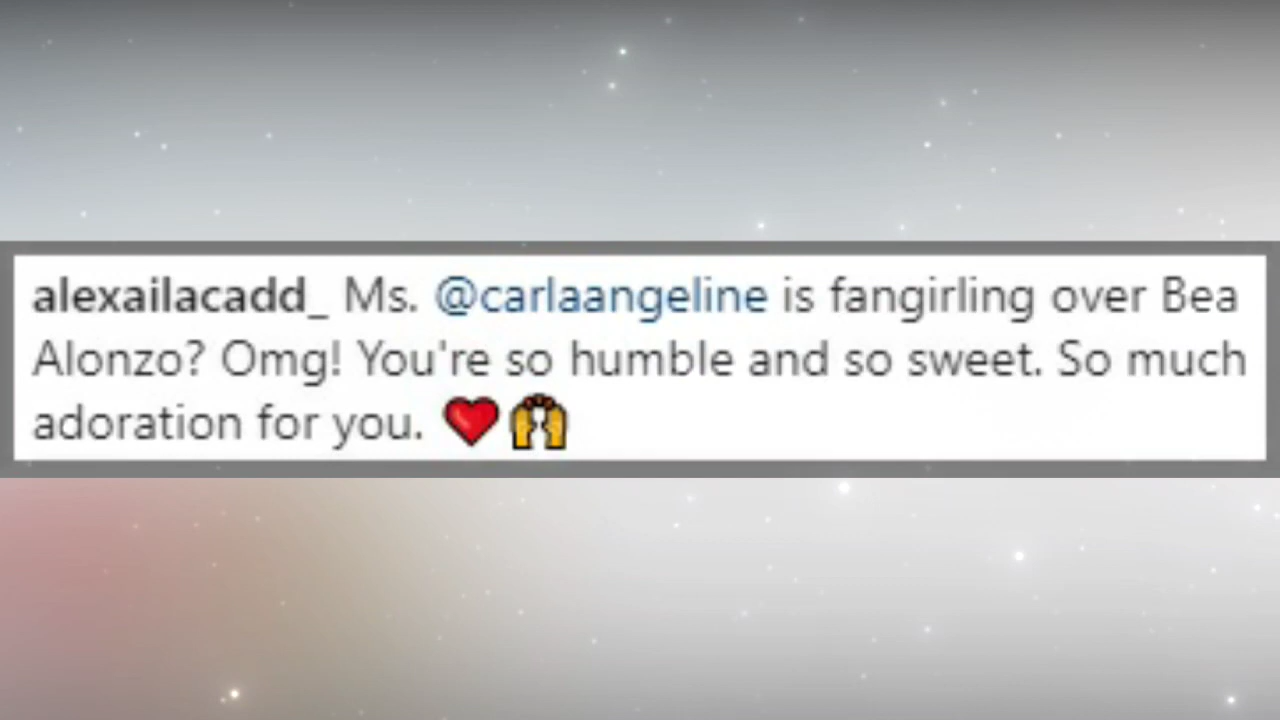 alexailacadd_ Ms. @carlaangeline is fangirling over Bea
Alonzo? Omg! You're so humble and so sweet. So much
adoration for you. ❤️🙌